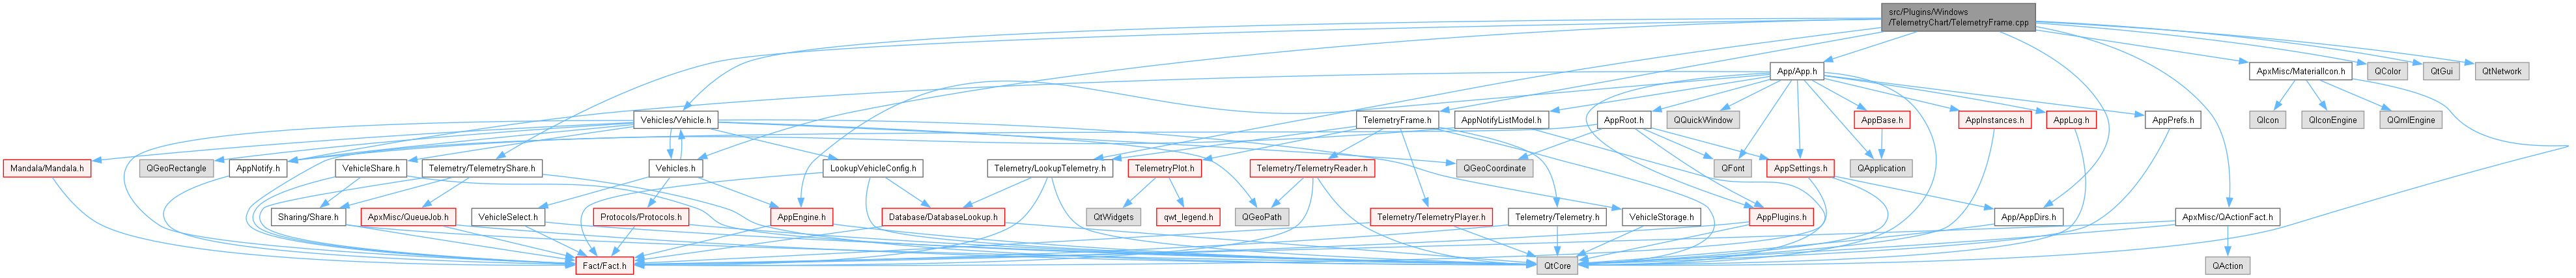 src/Plugins/Windows
/TelemetryChart/TelemetryFrame.cpp
App/App.h
ApxMisc/MaterialIcon.h
QColor
QtGui
QtNetwork
Vehicles/Vehicle.h
TelemetryFrame.h
AppNotifyListModel.h
AppRoot.h
QQuickWindow
AppBase.h
AppInstances.h
AppLog.h
AppPrefs.h
QIcon
QIconEngine
QQmlEngine
Mandala/Mandala.h
QGeoRectangle
AppNotify.h
VehicleShare.h
Telemetry/TelemetryShare.h
Vehicles.h
LookupVehicleConfig.h
Telemetry/LookupTelemetry.h
TelemetryPlot.h
Telemetry/TelemetryReader.h
QGeoCoordinate
QFont
AppSettings.h
QApplication
Sharing/Share.h
ApxMisc/QueueJob.h
VehicleSelect.h
Protocols/Protocols.h
AppEngine.h
Database/DatabaseLookup.h
QtWidgets
qwt_legend.h
QGeoPath
Telemetry/TelemetryPlayer.h
Telemetry/Telemetry.h
VehicleStorage.h
AppPlugins.h
App/AppDirs.h
ApxMisc/QActionFact.h
Fact/Fact.h
QtCore
QAction